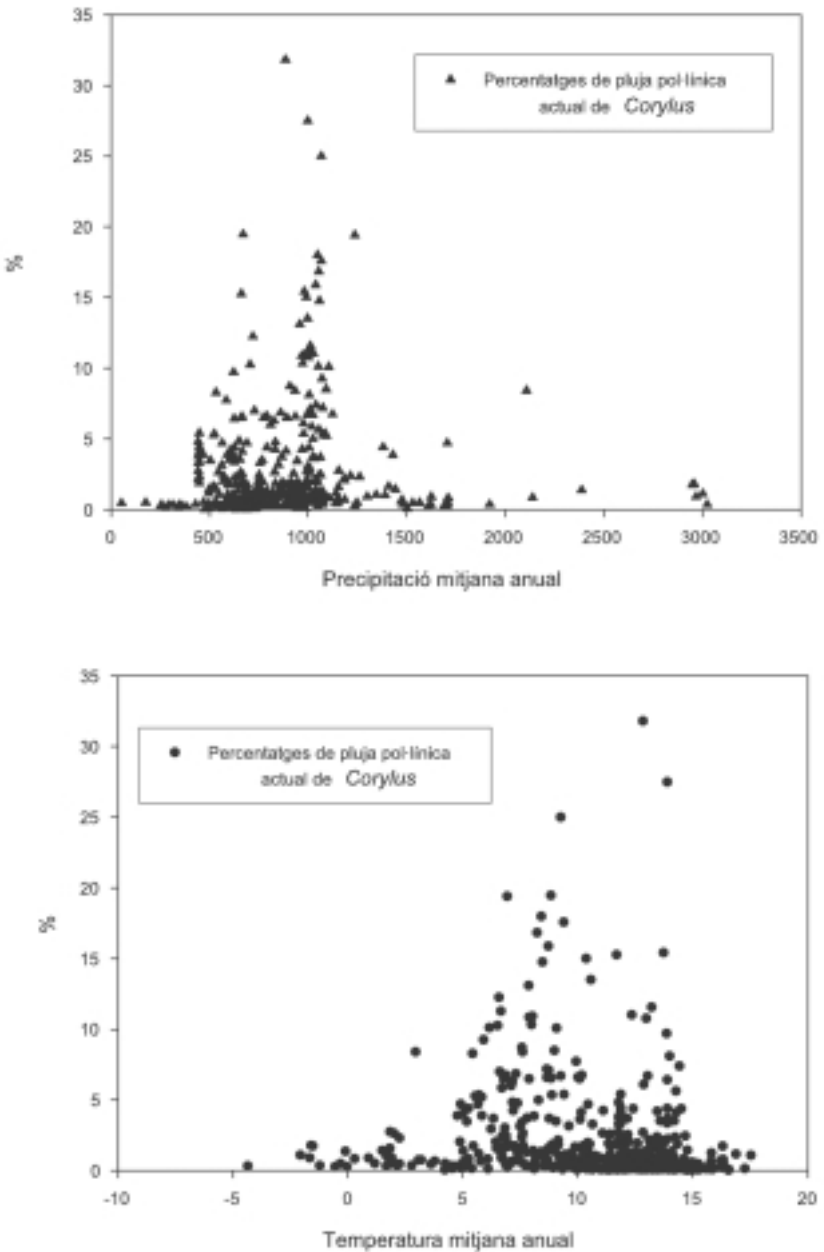 35
30
25
20
15
10
5
0
%
Percentatges de pluja pol·línica
actual de Corylus
0 500 1000 1500 2000 2500 3000 3500
Precipitació mitjana anual
35
30
25
20
15
10
5
0
%
Percentatges de pluja pol·línica
actual de Corylus
-10 -5 0 5 10 15 20
Temperatura mitjana anual